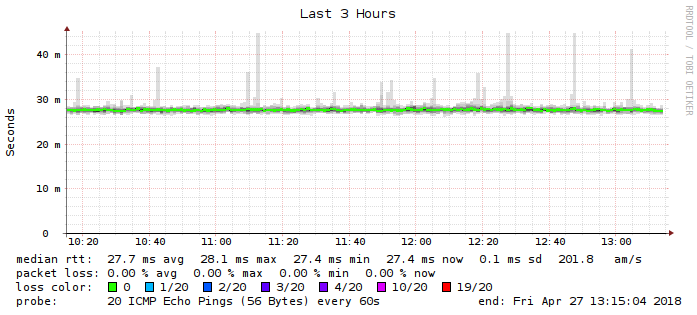 Last 3 Hours
RRDTOOL / TOBI OETIKER
Seconds
40 m
30 m
20 m
10 m
0
10:20 10:40 11:00 11:20 11:40 12:00 12:20 12:40 13:00
median rtt: 27.7 ms avg 28.1 ms max 27.4 ms min 27.4 ms now 0.1 ms sd 201.8 am/s
packet loss: 0.00 % avg 0.00 % max 0.00 % min 0.00 % now
loss color: 0 1/20 2/20 3/20 4/20 10/20 19/20
probe: 20 ICMP Echo Pings (56 Bytes) every 60s end: Fri Apr 27 13:15:04 2018